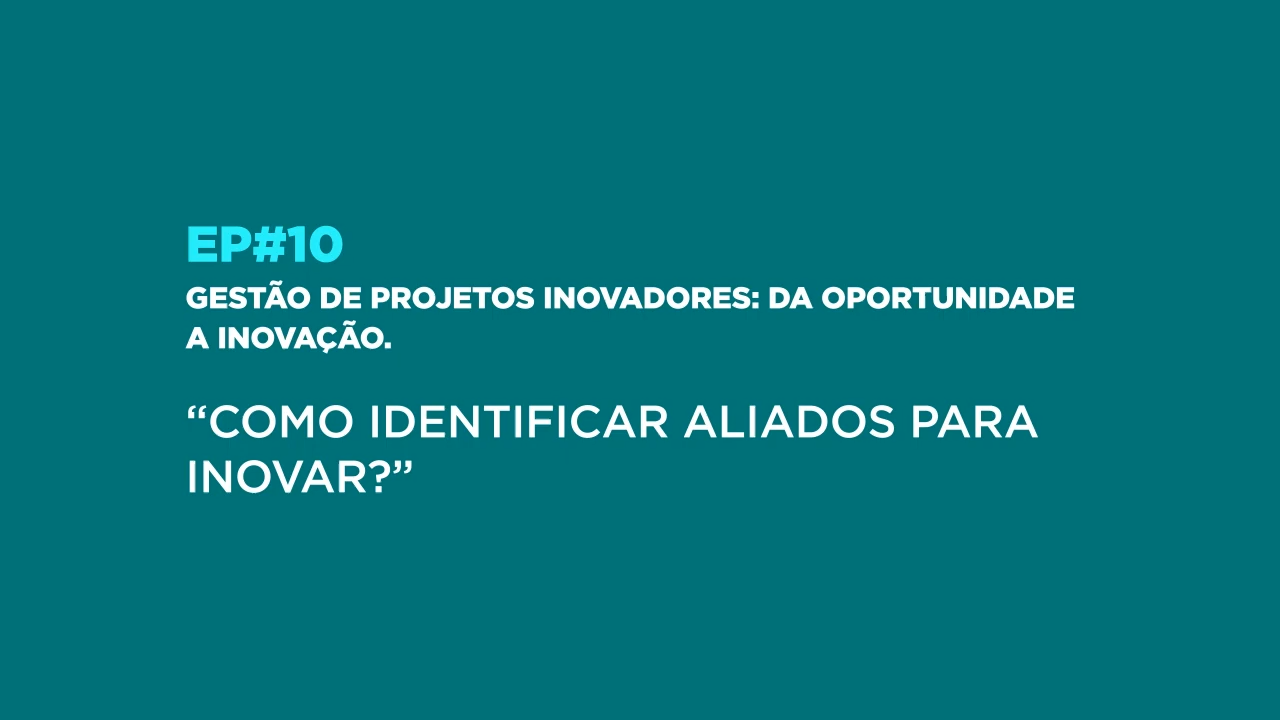 EP#10
GESTÃO DE PROJETOS INOVADORES: DA OPORTUNIDADE
A INOVAÇÃO.
“COMO IDENTIFICAR ALIADOS PARA
INOVAR?”